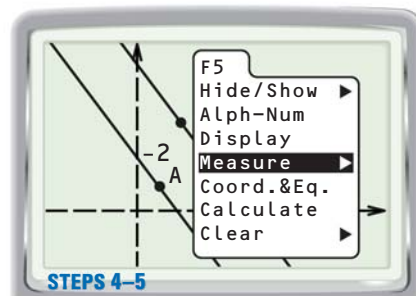 F5
Hide/Show
Alph-Num
Display
Measure
Coord.&Eq.
Calculate
Clear
-2
A
STEPS 4–5